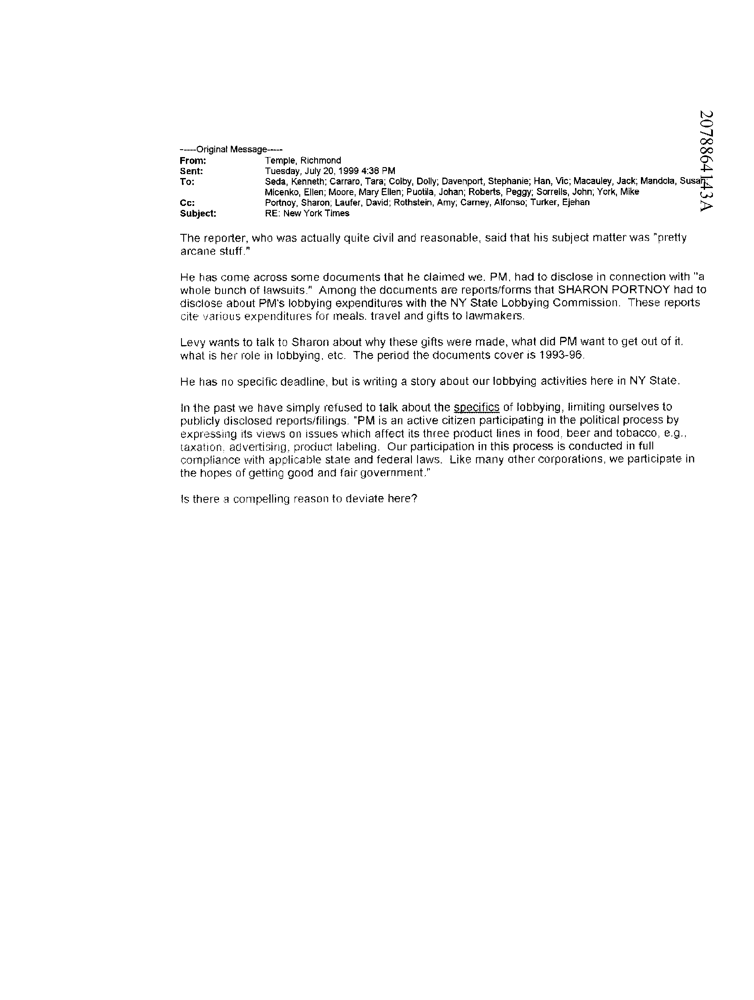 -----Original Message-----
From: Temple, Richmond
Sent: Tuesday, July 20, 1999 4:38 PM
To: Seda, Kenneth; Carraro, Tara; Colby, Dolly; Davenport, Stephanie; Han, Vic; Macauley, Jack; Mandola, Susan;
Micenko, Ellen; Moore, Mary Ellen; Puotila, Johan; Roberts, Peggy; Sorrells, John; York, Mike
Cc: Portnoy, Sharon; Laufer, David; Rothstein, Amy; Carney, Alfonso; Turker, Ejehan
Subject: RE: New York Times
The reporter, who was actually quite civil and reasonable, said that his subject matter was "pretty
arcane stuff."
He has come across some documents that he claimed we, PM, had to disclose in connection with "a
whole bunch of lawsuits." Among the documents are reports/forms that SHARON PORTNOY had to
disclose about PM's lobbying expenditures with the NY State Lobbying Commission. These reports
cite various expenditures for meals, travel and gifts to lawmakers.
Levy wants to talk to Sharon about why these gifts were made, what did PM want to get out of it,
what is her role in lobbying, etc. The period the documents cover is 1993-96.
He has no specific deadline, but is writing a story about our lobbying activities here in NY State.
In the past we have simply refused to talk about the specifics of lobbying, limiting ourselves to
publicly disclosed reports/filings. "PM is an active citizen participating in the political process by
expressing its views on issues which affect its three product lines in food, beer and tobacco, e.g.,
taxation, advertising, product labeling. Our participation in this process is conducted in full
compliance with applicable state and federal laws. Like many other corporations, we participate in
the hopes of getting good and fair government."
Is there a compelling reason to deviate here?
2078864143A